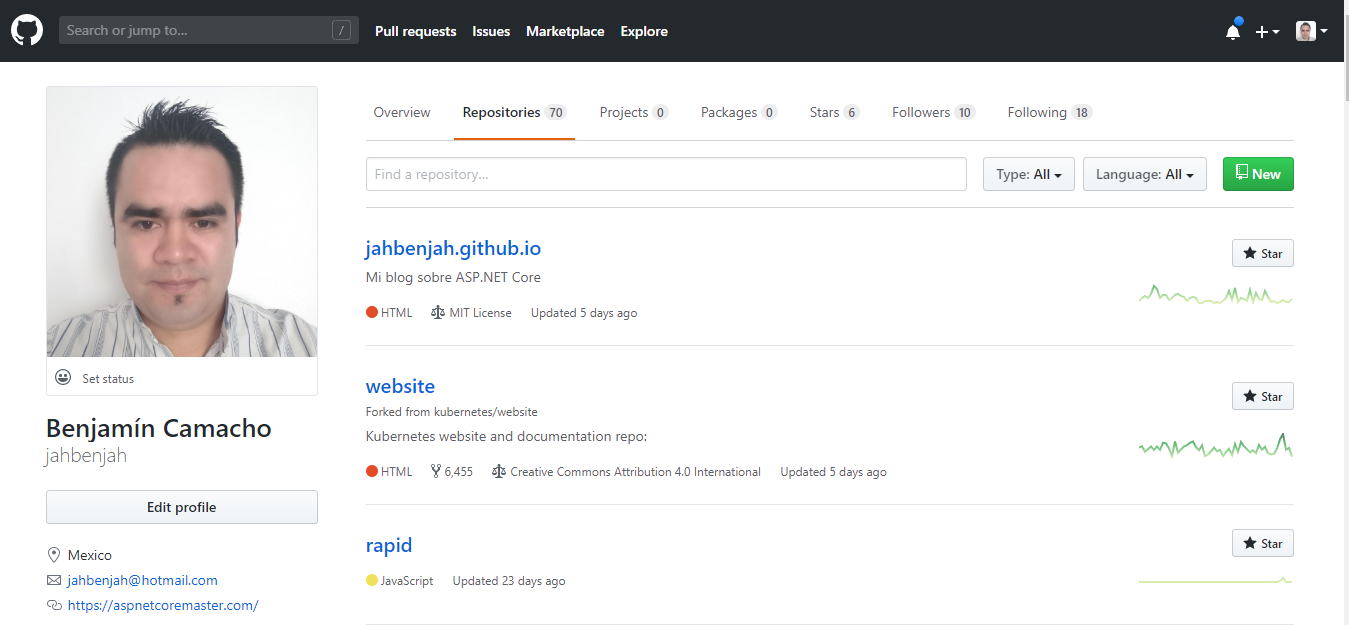 Search or jump to... /
Pull requests Issues Marketplace Explore
Overview Repositories 70 Projects 0 Packages 0 Stars 6 Followers 10 Following 18
Find a repository... Type: All Language: All New
jahbenjah.github.io
Star
Mi blog sobre ASP.NET Core
HTML MIT License Updated 5 days ago
website
Star
Forked from kubernetes/website
Kubernetes website and documentation repo:
HTML 6,455 Creative Commons Attribution 4.0 International Updated 5 days ago
rapid
Star
JavaScript Updated 23 days ago
Set status
Benjamín Camacho
jahbenjah
Edit profile
Mexico
jahbenjah@hotmail.com
https://aspnetcoremaster.com/